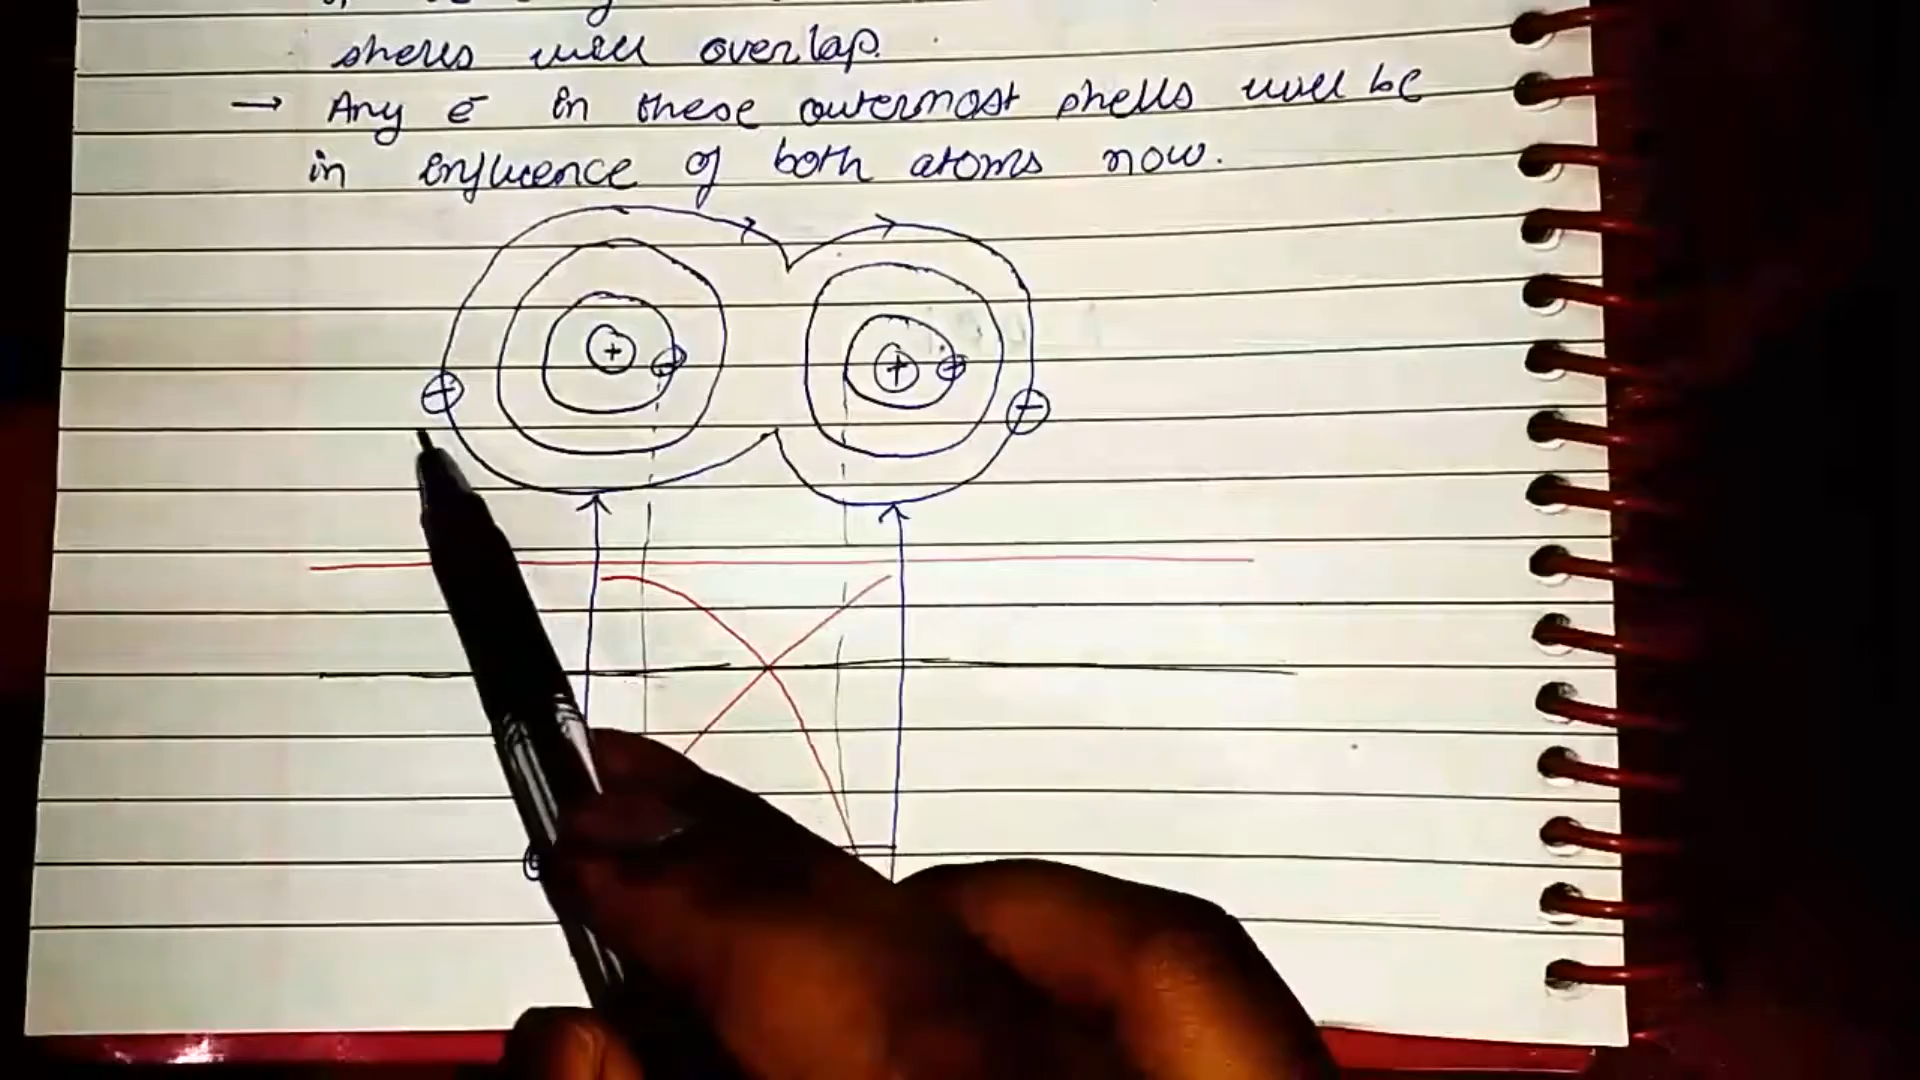 shells will overlap.
→ Any e⁻ in these outermost shells will be
in influence of both atoms now.
+ - + -
- -